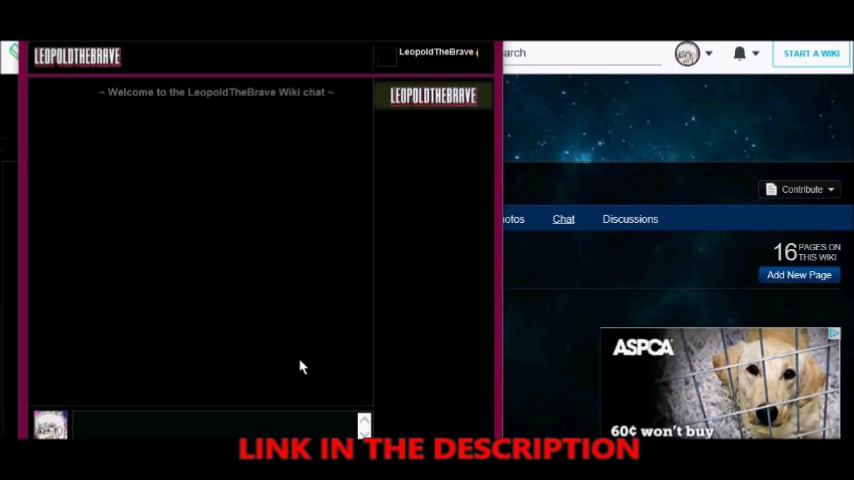 LEOPOLDTHEBRAVE
LeopoldTheBrave
arch
START A WIKI
~ Welcome to the LeopoldTheBrave Wiki chat ~
LEOPOLDTHEBRAVE
Contribute
otos
Chat
Discussions
16 PAGES ON
THIS WIKI
Add New Page
ASPCA
60¢ won't buy
LINK IN THE DESCRIPTION